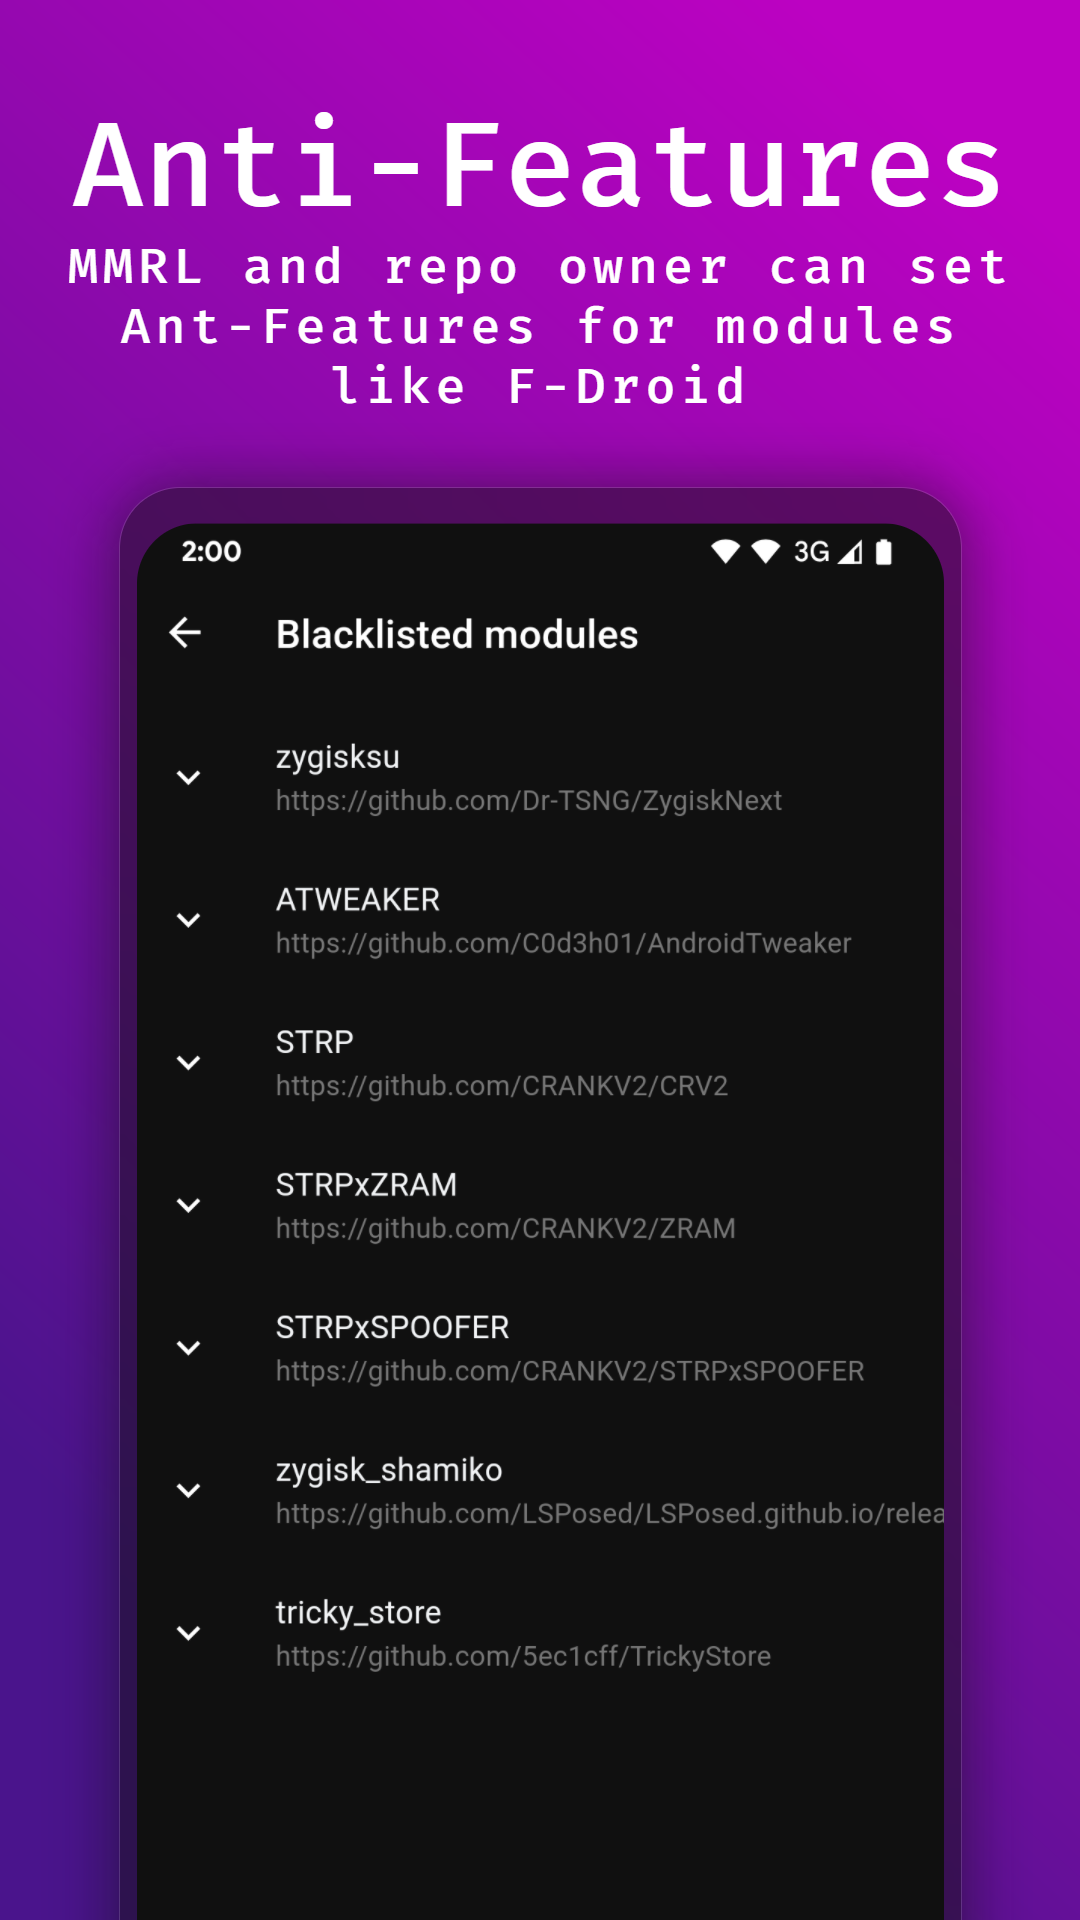 Anti-Features
MMRL and repo owner can set
Ant-Features for modules
like F-Droid
2:00 3G
Blacklisted modules
zygisksu
https://github.com/Dr-TSNG/ZygiskNext
ATWEAKER
https://github.com/C0d3h01/AndroidTweaker
STRP
https://github.com/CRANKV2/CRV2
STRPxZRAM
https://github.com/CRANKV2/ZRAM
STRPxSPOOFER
https://github.com/CRANKV2/STRPxSPOOFER
zygisk_shamiko
https://github.com/LSPosed/LSPosed.github.io/relea
tricky_store
https://github.com/5ec1cff/TrickyStore